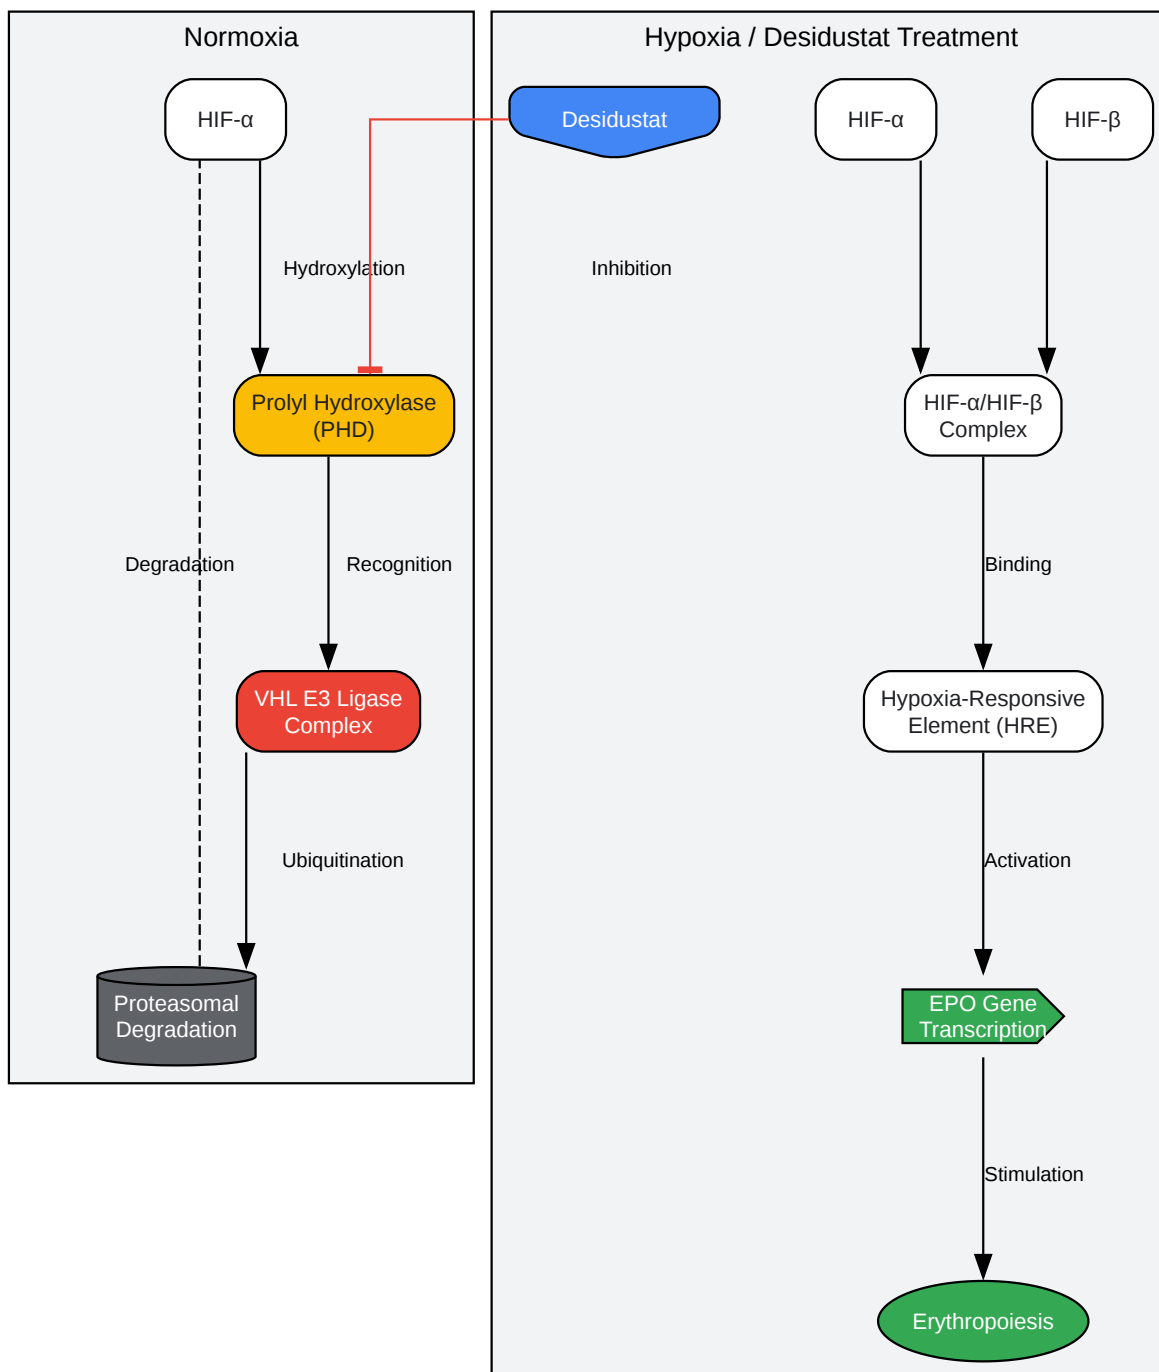 Normoxia
HIF-α
Hydroxylation
Prolyl Hydroxylase
(PHD)
Degradation
Recognition
VHL E3 Ligase
Complex
Ubiquitination
Proteasomal
Degradation
Hypoxia / Desidustat Treatment
Desidustat
HIF-α
HIF-β
Inhibition
HIF-α/HIF-β
Complex
Binding
Hypoxia-Responsive
Element (HRE)
Activation
EPO Gene
Transcription
Stimulation
Erythropoiesis